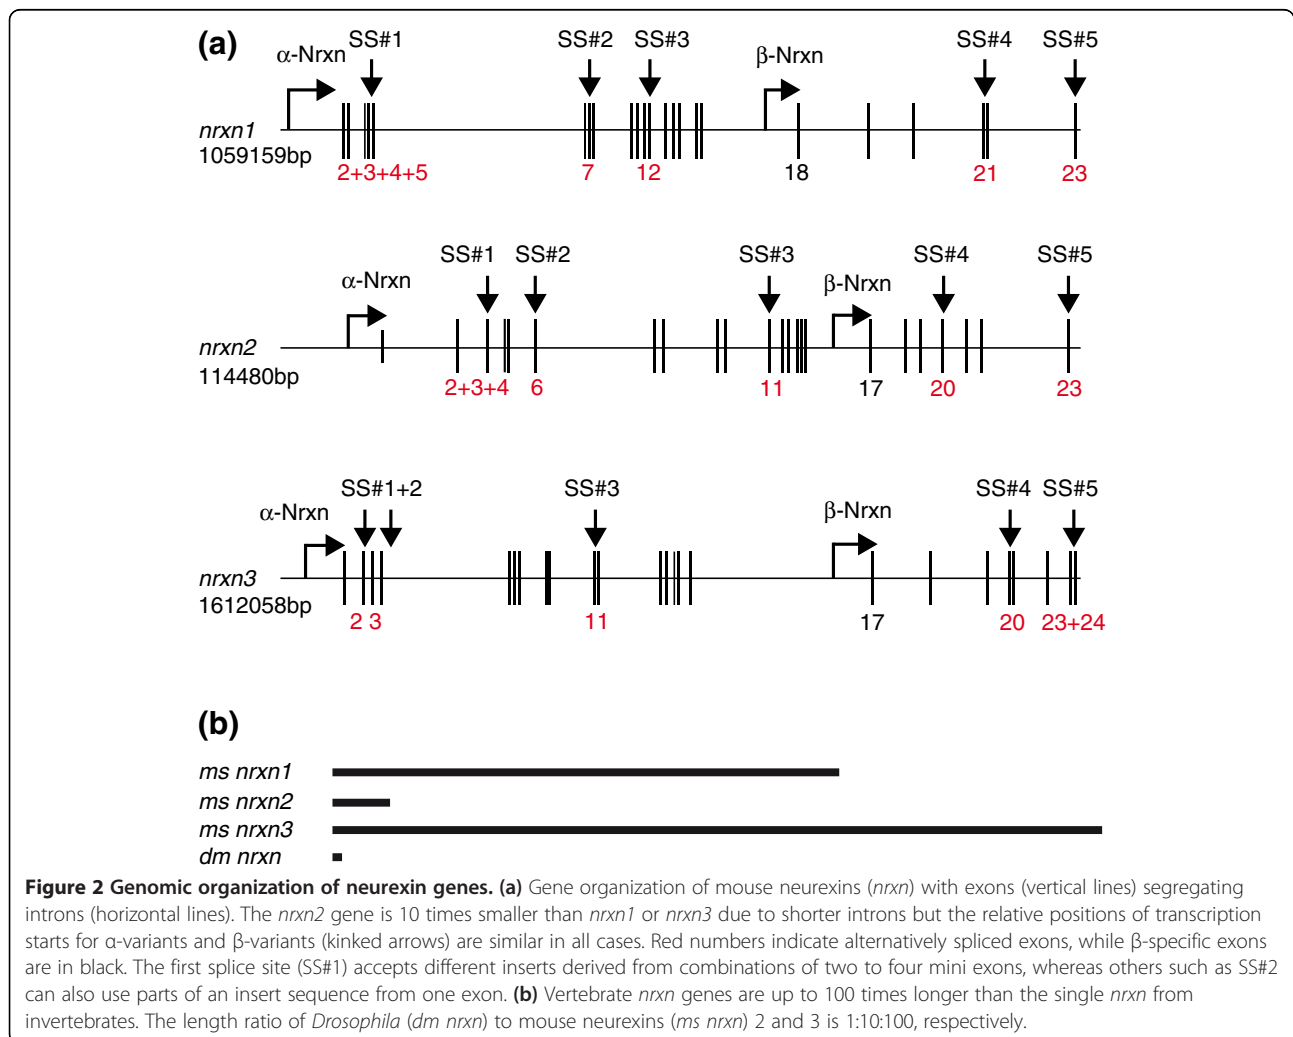 (a)
α-Nrxn SS#1 SS#2 SS#3 β-Nrxn SS#4 SS#5
nrxn1
1059159bp
2+3+4+5 7 12 18 21 23
α-Nrxn SS#1 SS#2 SS#3 β-Nrxn SS#4 SS#5
nrxn2
114480bp
2+3+4 6 11 17 20 23
α-Nrxn SS#1+2 SS#3 β-Nrxn SS#4 SS#5
nrxn3
1612058bp
2 3 11 17 20 23+24
(b)
ms nrxn1
ms nrxn2
ms nrxn3
dm nrxn
Figure 2 Genomic organization of neurexin genes. (a) Gene organization of mouse neurexins (nrxn) with exons (vertical lines) segregating
introns (horizontal lines). The nrxn2 gene is 10 times smaller than nrxn1 or nrxn3 due to shorter introns but the relative positions of transcription
starts for α-variants and β-variants (kinked arrows) are similar in all cases. Red numbers indicate alternatively spliced exons, while β-specific exons
are in black. The first splice site (SS#1) accepts different inserts derived from combinations of two to four mini exons, whereas others such as SS#2
can also use parts of an insert sequence from one exon. (b) Vertebrate nrxn genes are up to 100 times longer than the single nrxn from
invertebrates. The length ratio of Drosophila (dm nrxn) to mouse neurexins (ms nrxn) 2 and 3 is 1:10:100, respectively.